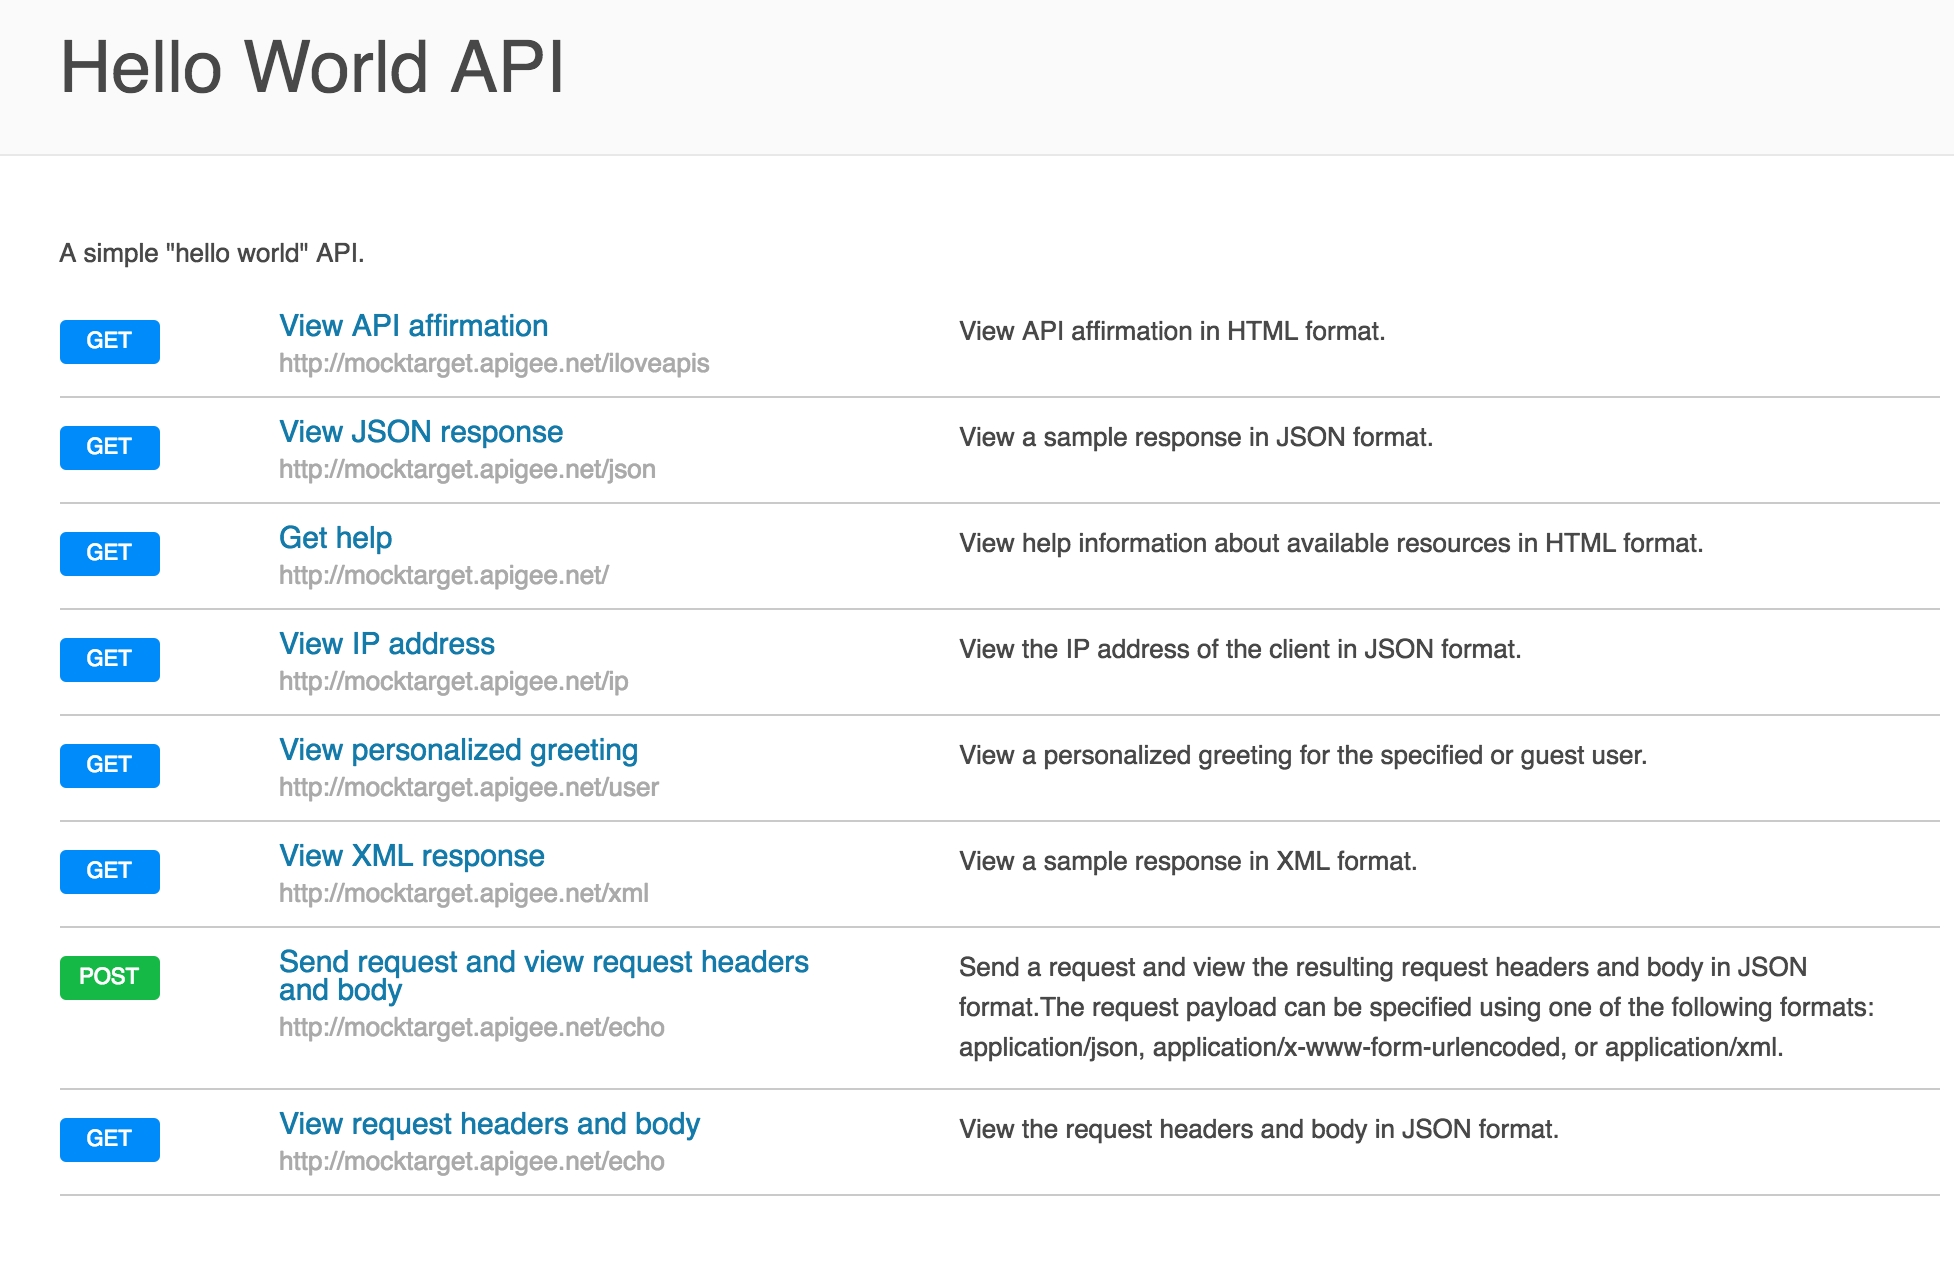 Hello World API
A simple "hello world" API.
GET
View API affirmation
http://mocktarget.apigee.net/iloveapis
View API affirmation in HTML format.
GET
View JSON response
http://mocktarget.apigee.net/json
View a sample response in JSON format.
GET
Get help
http://mocktarget.apigee.net/
View help information about available resources in HTML format.
GET
View IP address
http://mocktarget.apigee.net/ip
View the IP address of the client in JSON format.
GET
View personalized greeting
http://mocktarget.apigee.net/user
View a personalized greeting for the specified or guest user.
GET
View XML response
http://mocktarget.apigee.net/xml
View a sample response in XML format.
POST
Send request and view request headers
and body
http://mocktarget.apigee.net/echo
Send a request and view the resulting request headers and body in JSON
format.The request payload can be specified using one of the following formats:
application/json, application/x-www-form-urlencoded, or application/xml.
GET
View request headers and body
http://mocktarget.apigee.net/echo
View the request headers and body in JSON format.